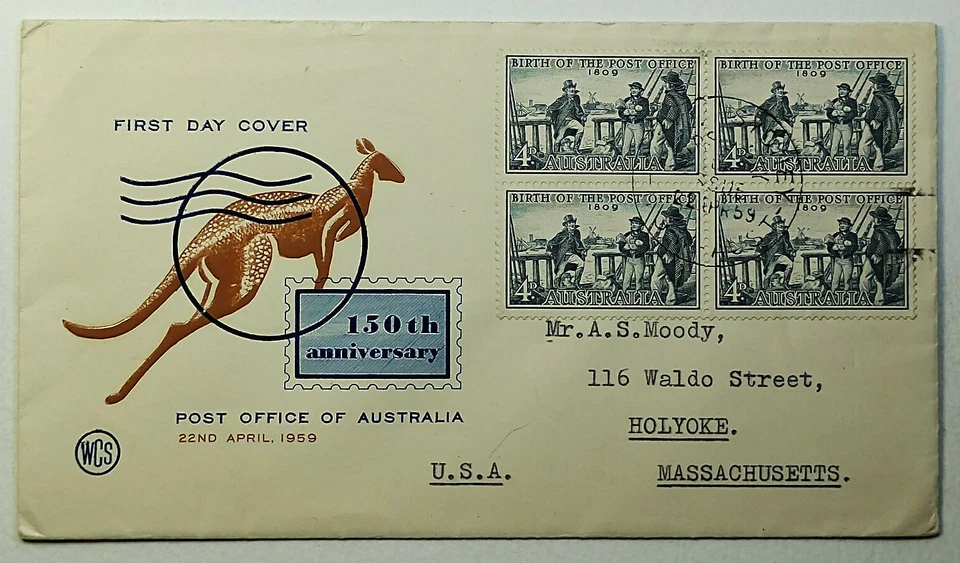 FIRST DAY COVER
150th
anniversary
POST OFFICE OF AUSTRALIA
22ND APRIL, 1959
WCS
BIRTH OF THE POST OFFICE
1809
4D AUSTRALIA
BIRTH OF THE POST OFFICE
1809
4D AUSTRALIA
BIRTH OF THE POST OFFICE
1809
4D AUSTRALIA
BIRTH OF THE POST OFFICE
1809
4D AUSTRALIA
Mr.A.S.Moody,
116 Waldo Street,
HOLYOKE.
U.S.A. MASSACHUSETTS.